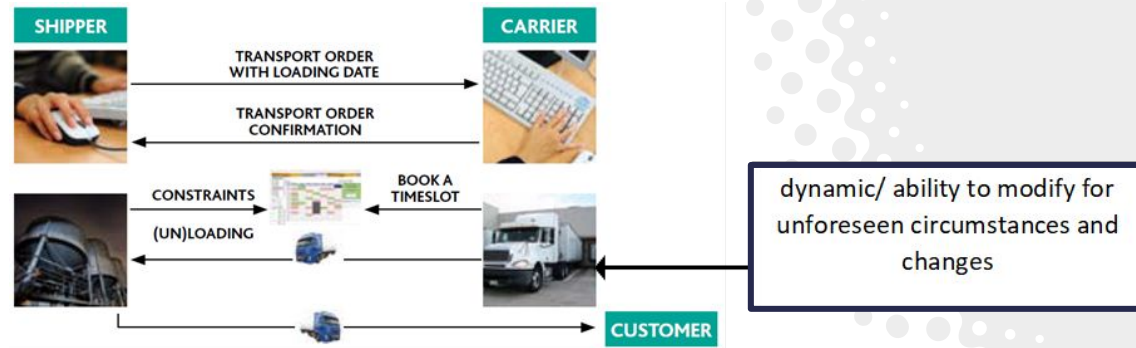 SHIPPER
CARRIER
TRANSPORT ORDER
WITH LOADING DATE
TRANSPORT ORDER
CONFIRMATION
CONSTRAINTS
BOOK A
TIMESLOT
(UN)LOADING
CUSTOMER
dynamic/ ability to modify for
unforeseen circumstances and
changes